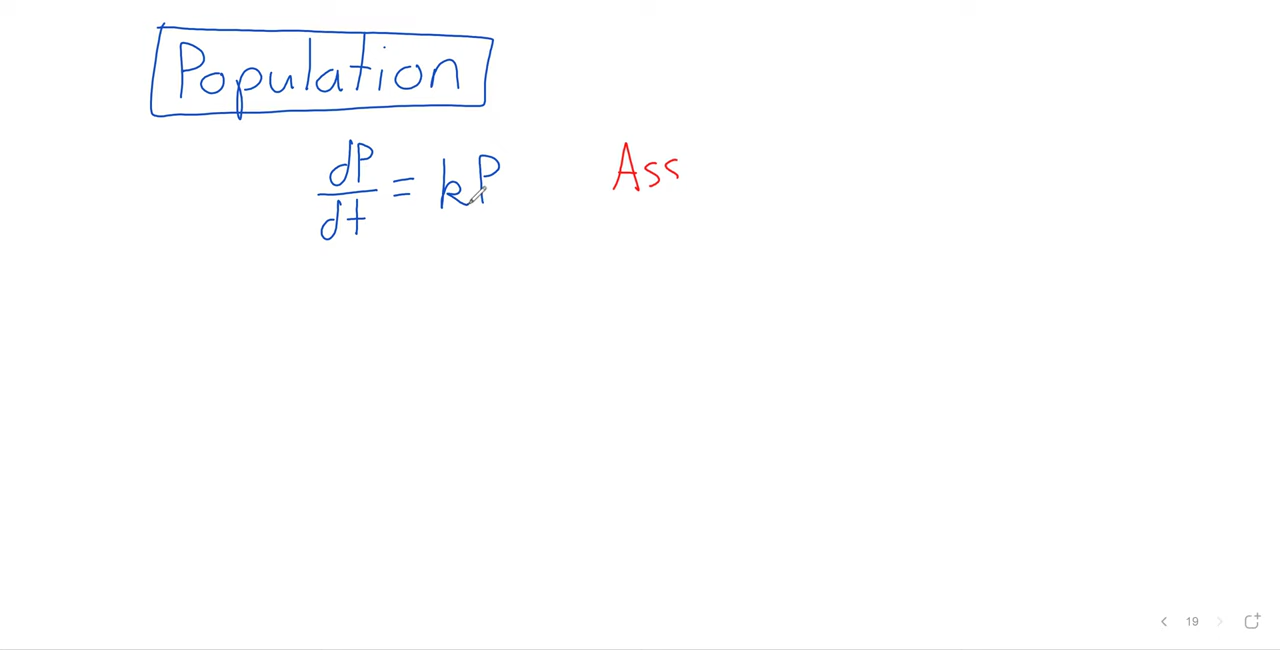 Population
dP/dt = kP
Ass
19